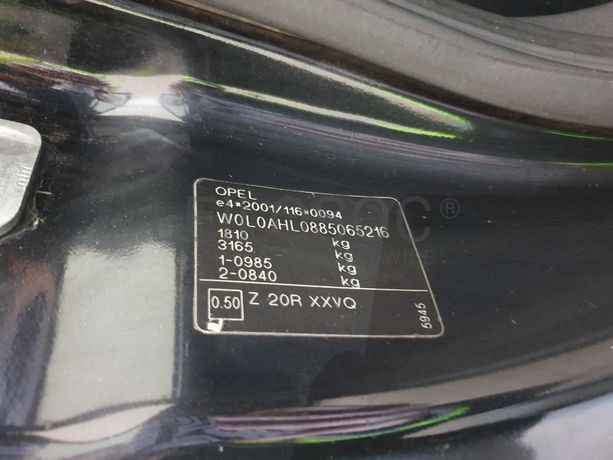 OPEL
e4*2001/116*0094
W0L0AHL0885065216
1810 kg
3165 kg
1-0985 kg
2-0840 kg
0.50 Z 20R XXVQ
5945